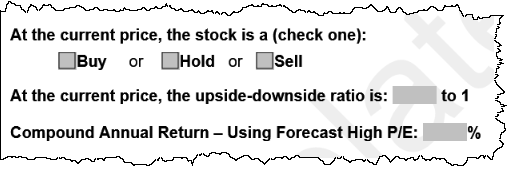 At the current price, the stock is a (check one):
Buy or Hold or Sell
At the current price, the upside-downside ratio is: to 1
Compound Annual Return – Using Forecast High P/E: %